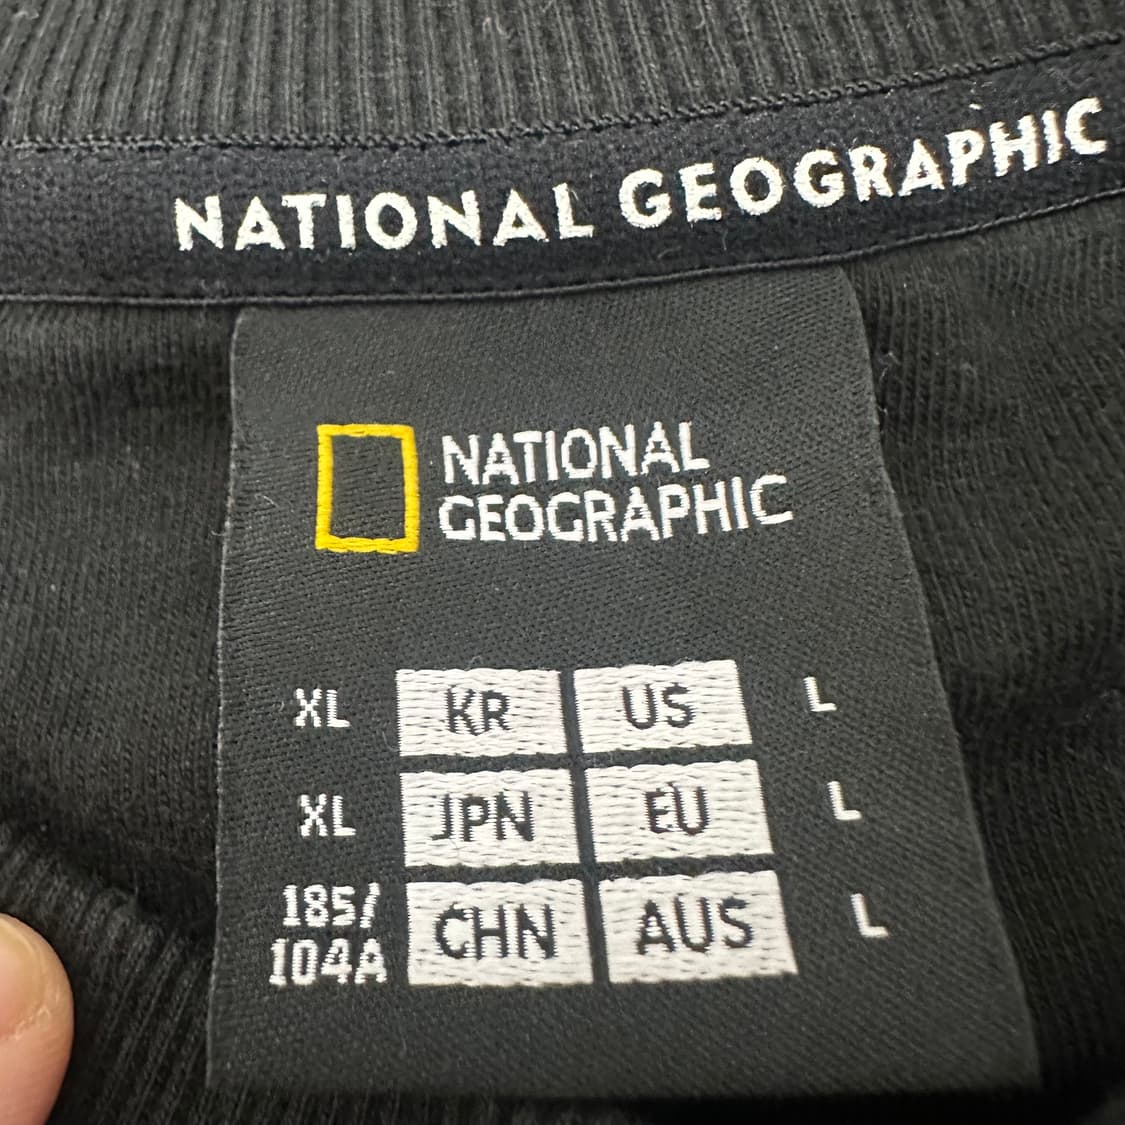 NATIONAL GEOGRAPHIC
NATIONAL
GEOGRAPHIC
XL KR US L
XL JPN EU L
185/
104A CHN AUS L